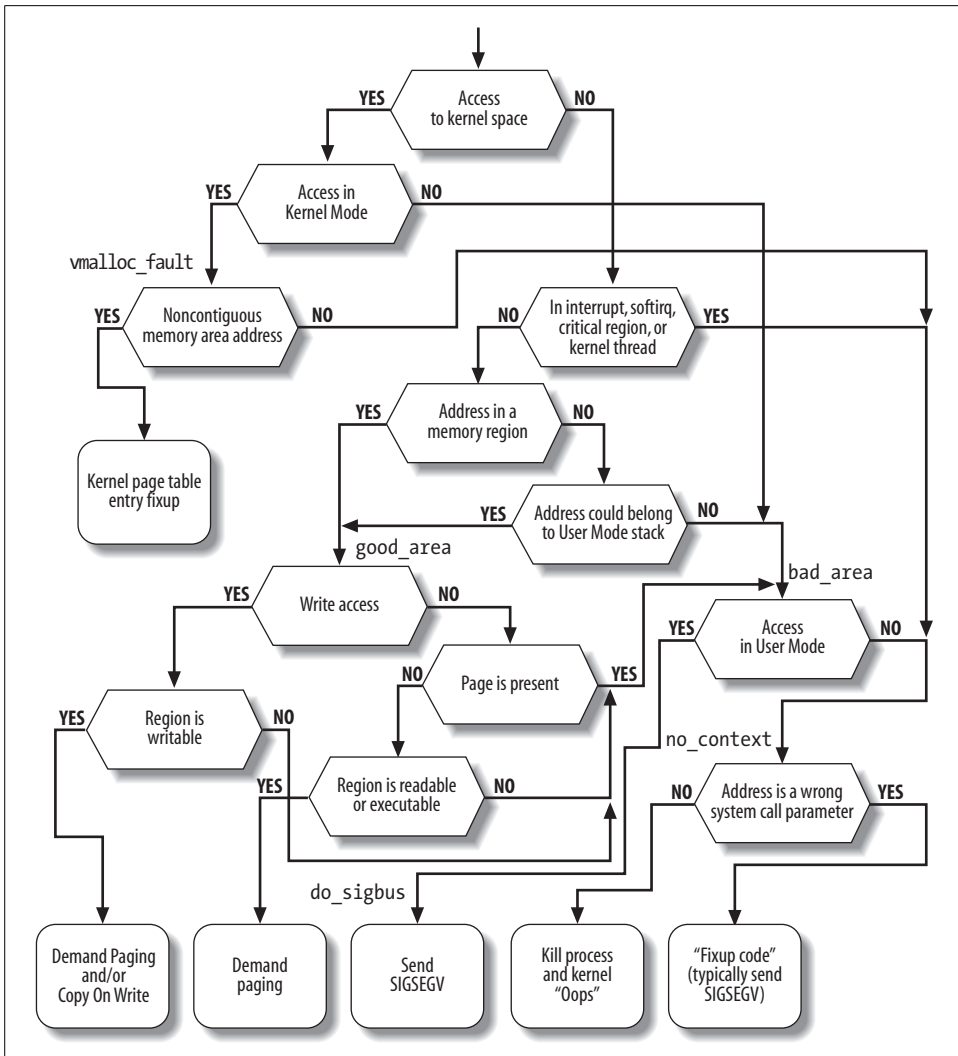 YES
Access
to kernel space
NO
YES
Access in
Kernel Mode
NO
vmalloc_fault
YES
Noncontiguous
memory area address
NO
NO
In interrupt, softirq,
critical region, or
kernel thread
YES
YES
Address in a
memory region
NO
Kernel page table
entry fixup
YES
Address could belong
to User Mode stack
NO
good_area
bad_area
YES
Write access
NO
YES
Access
in User Mode
NO
NO
Page is present
YES
YES
Region is
writable
NO
no_context
YES
Region is readable
or executable
NO
NO
Address is a wrong
system call parameter
YES
do_sigbus
Demand Paging
and/or
Copy On Write
Demand
paging
Send
SIGSEGV
Kill process
and kernel
“Oops”
“Fixup code”
(typically send
SIGSEGV)